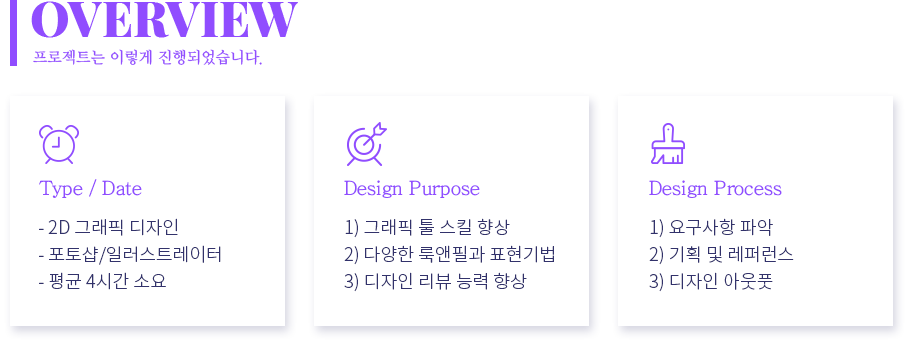 OVERVIEW
프로젝트는 이렇게 진행되었습니다.
Type / Date
- 2D 그래픽 디자인
- 포토샵/일러스트레이터
- 평균 4시간 소요
Design Purpose
1) 그래픽 툴 스킬 향상
2) 다양한 룩앤필과 표현기법
3) 디자인 리뷰 능력 향상
Design Process
1) 요구사항 파악
2) 기획 및 레퍼런스
3) 디자인 아웃풋